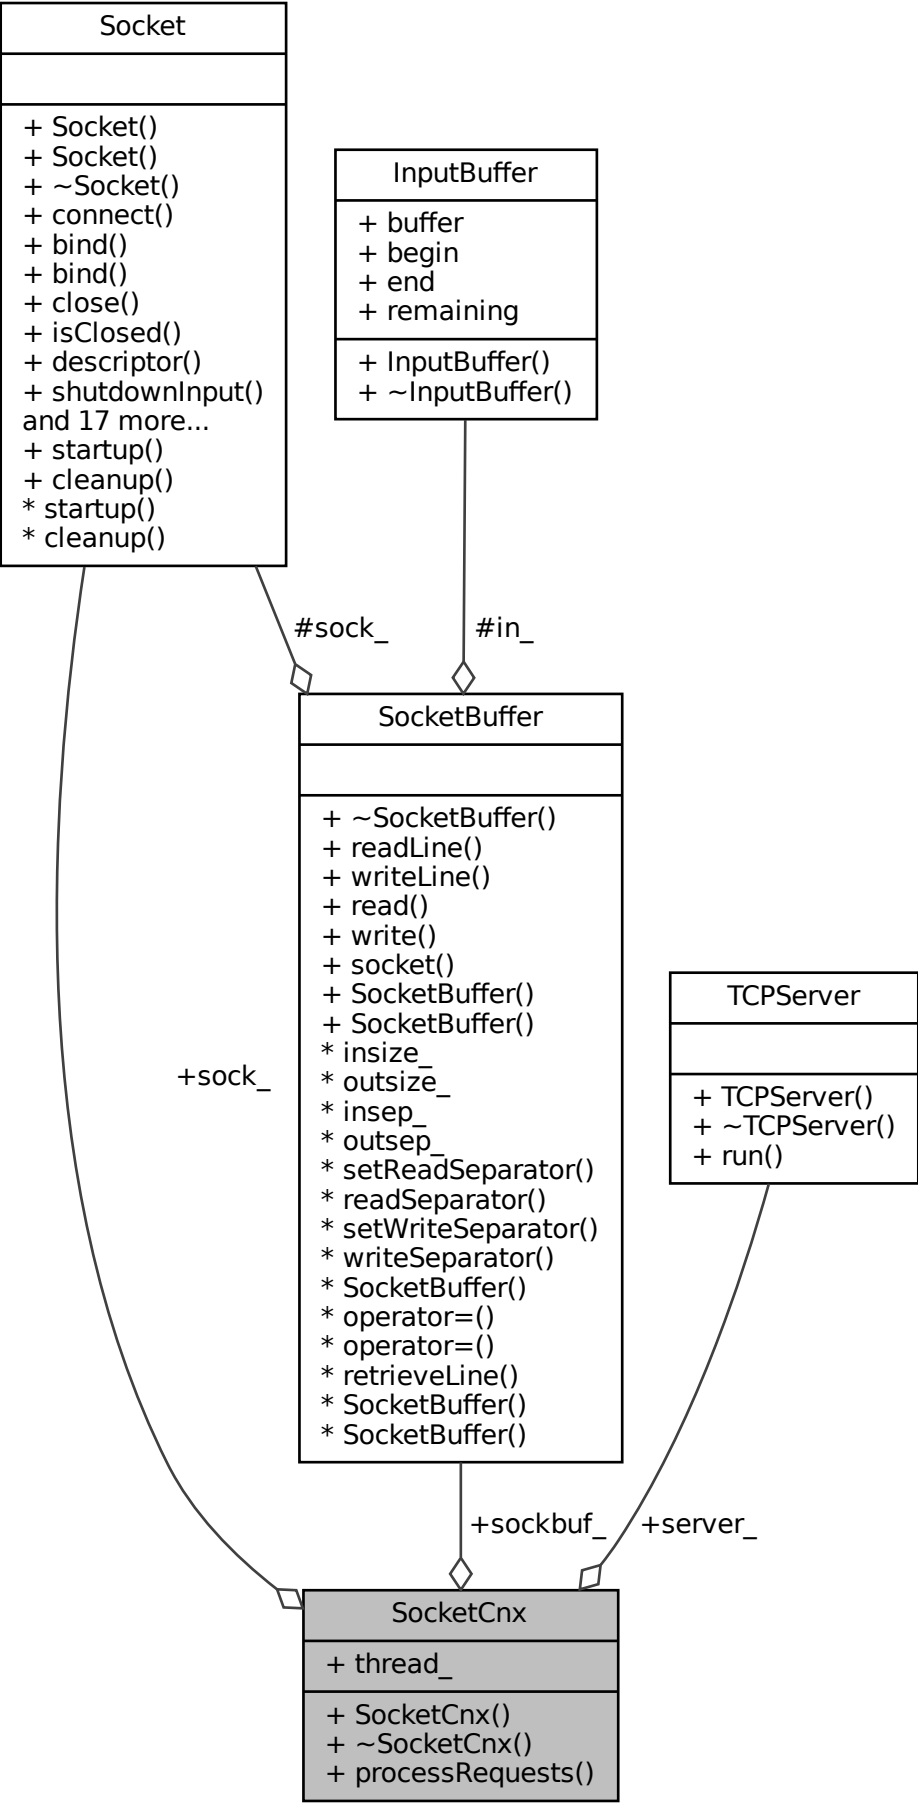 Socket
+ Socket()
+ Socket()
+ ~Socket()
+ connect()
+ bind()
+ bind()
+ close()
+ isClosed()
+ descriptor()
+ shutdownInput()
and 17 more...
+ startup()
+ cleanup()
* startup()
* cleanup()
InputBuffer
+ buffer
+ begin
+ end
+ remaining
+ InputBuffer()
+ ~InputBuffer()
#sock_
#in_
SocketBuffer
+ ~SocketBuffer()
+ readLine()
+ writeLine()
+ read()
+ write()
+ socket()
+ SocketBuffer()
+ SocketBuffer()
* insize_
* outsize_
* insep_
* outsep_
* setReadSeparator()
* readSeparator()
* setWriteSeparator()
* writeSeparator()
* SocketBuffer()
* operator=()
* operator=()
* retrieveLine()
* SocketBuffer()
* SocketBuffer()
+sock_
TCPServer
+ TCPServer()
+ ~TCPServer()
+ run()
+sockbuf_
+server_
SocketCnx
+ thread_
+ SocketCnx()
+ ~SocketCnx()
+ processRequests()